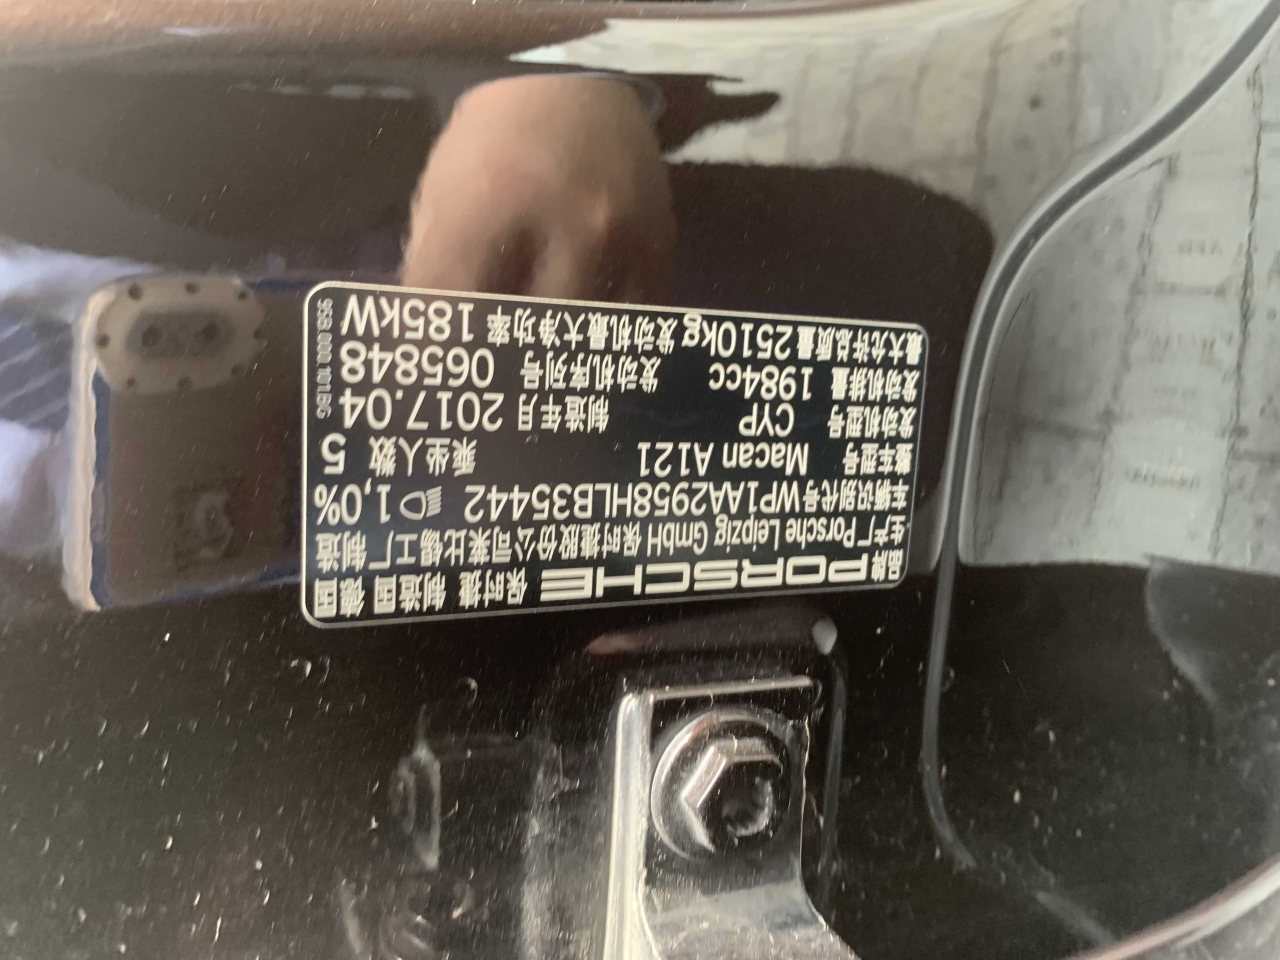 品牌 PORSCHE 保时捷 制造国 德国
生产厂 Porsche Leipzig GmbH 保时捷股份公司莱比锡工厂 制造
车辆识别代号 WP1AA2958HLB35442 1,0%
整车型号 Macan A121 乘坐人数 5
发动机型号 CYP 制造年月 2017.04
发动机排量 1984cc 发动机序列号 065848
最大允许总质量 2510kg 发动机最大净功率 185kW
95B.000.101.BG